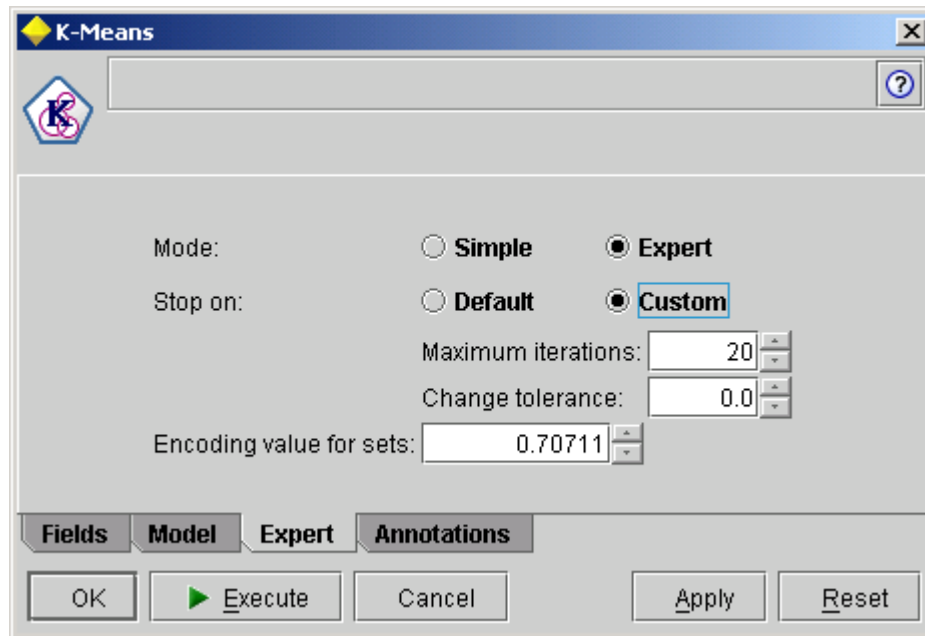 K-Means
K
?
Mode: Simple Expert
Stop on: Default Custom
Maximum iterations: 20
Change tolerance: 0.0
Encoding value for sets: 0.70711
Fields Model Expert Annotations
OK Execute Cancel Apply Reset